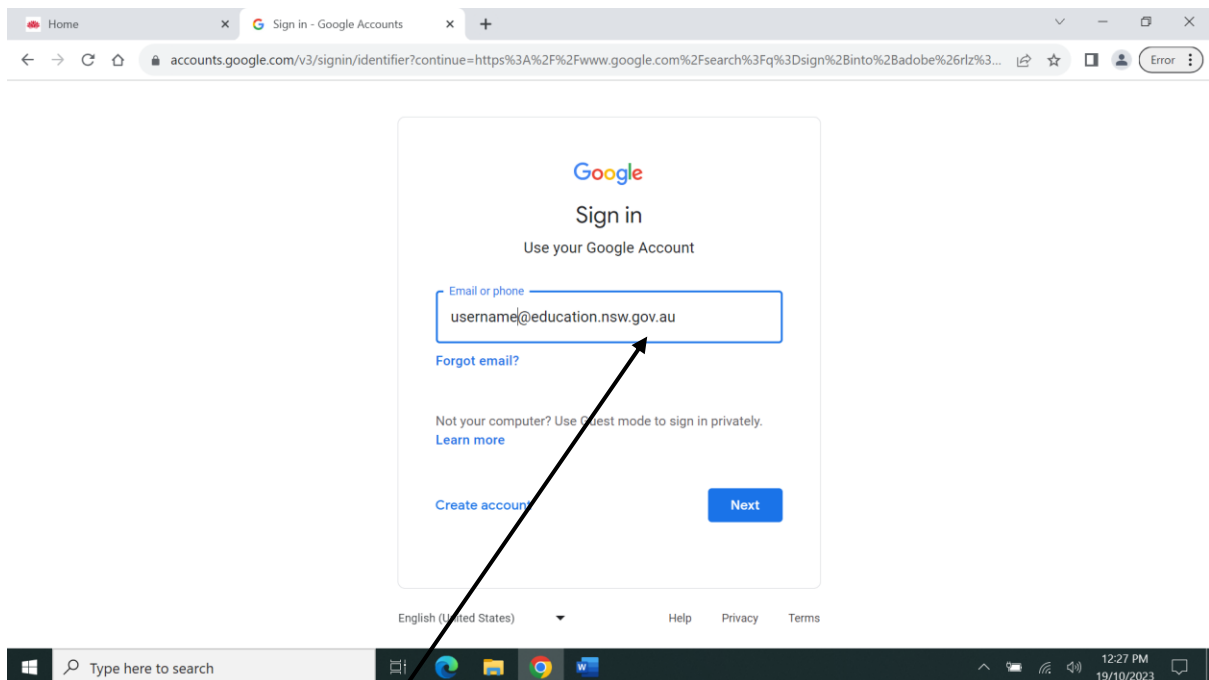 Home
Sign in - Google Accounts
accounts.google.com/v3/signin/identifier?continue=https%3A%2F%2Fwww.google.com%2Fsearch%3Fq%3Dsign%2Binto%2Badobe%26rlz%3...
Error
Google
Sign in
Use your Google Account
Email or phone
username@education.nsw.gov.au
Forgot email?
Not your computer? Use Guest mode to sign in privately.
Learn more
Create account
Next
English (United States)
Help Privacy Terms
Type here to search
12:27 PM
19/10/2023